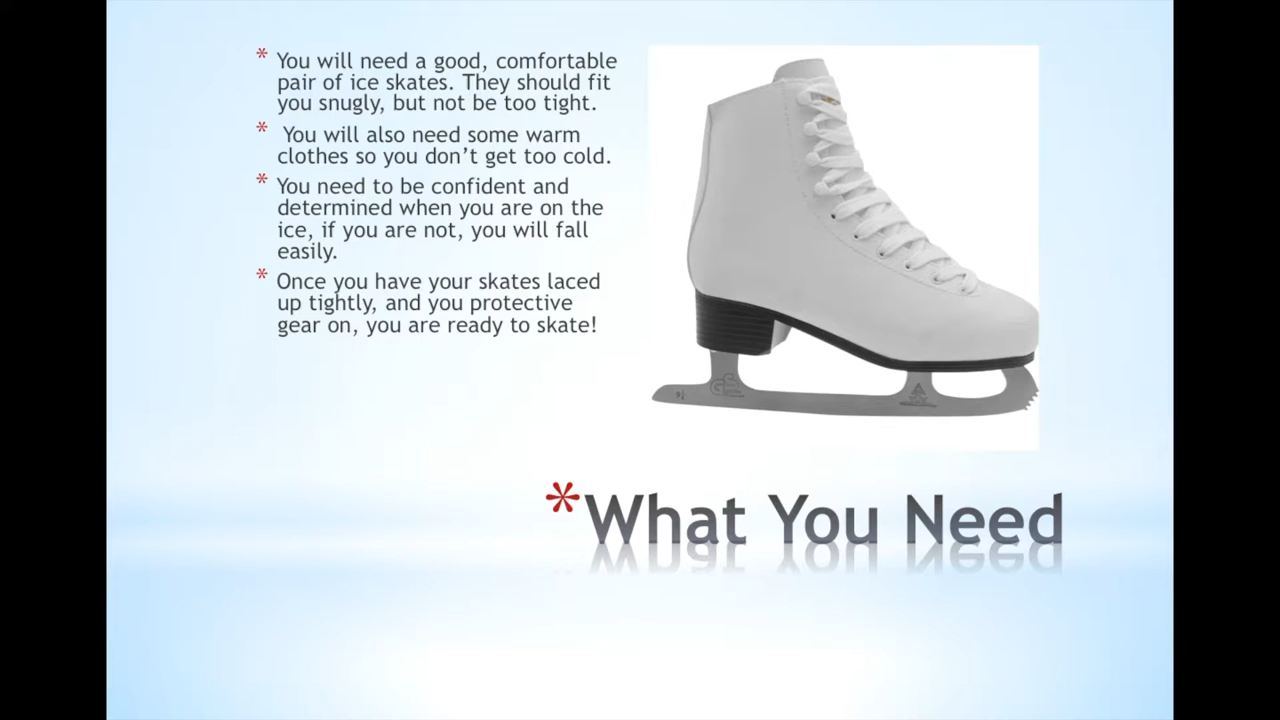 * You will need a good, comfortable
pair of ice skates. They should fit
you snugly, but not be too tight.
* You will also need some warm
clothes so you don’t get too cold.
* You need to be confident and
determined when you are on the
ice, if you are not, you will fall
easily.
* Once you have your skates laced
up tightly, and you protective
gear on, you are ready to skate!
GS
*What You Need